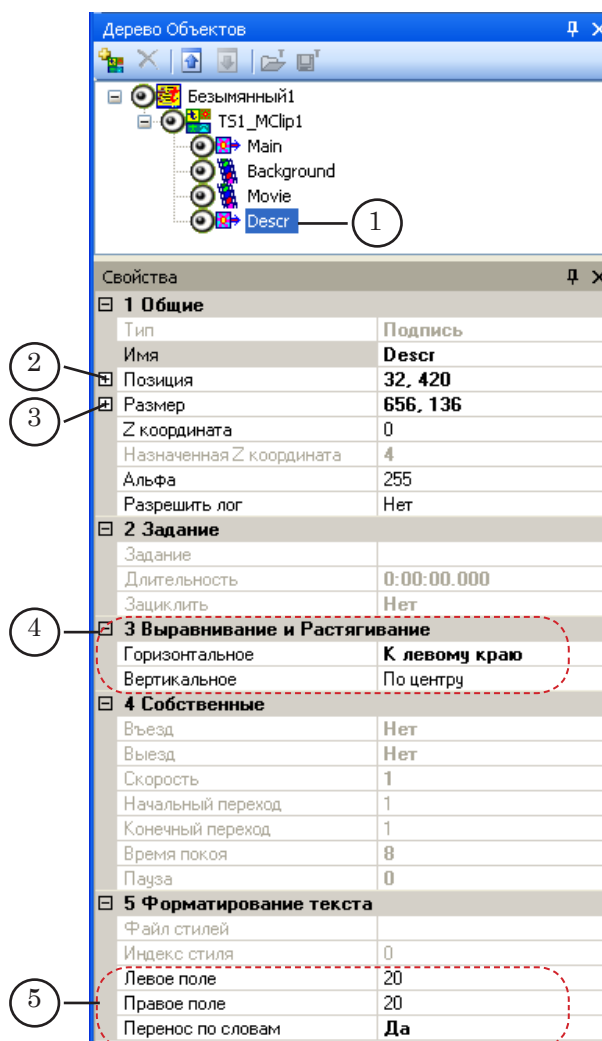 Дерево Объектов
Безымянный1
TS1_MClip1
Main
Background
Movie
Descr
1
Свойства
1 Общие
Тип Подпись
Имя Descr
2 Позиция 32, 420
3 Размер 656, 136
Z координата 0
Назначенная Z координата 4
Альфа 255
Разрешить лог Нет
2 Задание
Задание
Длительность 0:00:00.000
Зациклить Нет
4 3 Выравнивание и Растягивание
Горизонтальное К левому краю
Вертикальное По центру
4 Собственные
Въезд Нет
Выезд Нет
Скорость 1
Начальный переход 1
Конечный переход 1
Время покоя 8
Пауза 0
5 Форматирование текста
Файл стилей
Индекс стиля 0
Левое поле 20
5 Правое поле 20
Перенос по словам Да